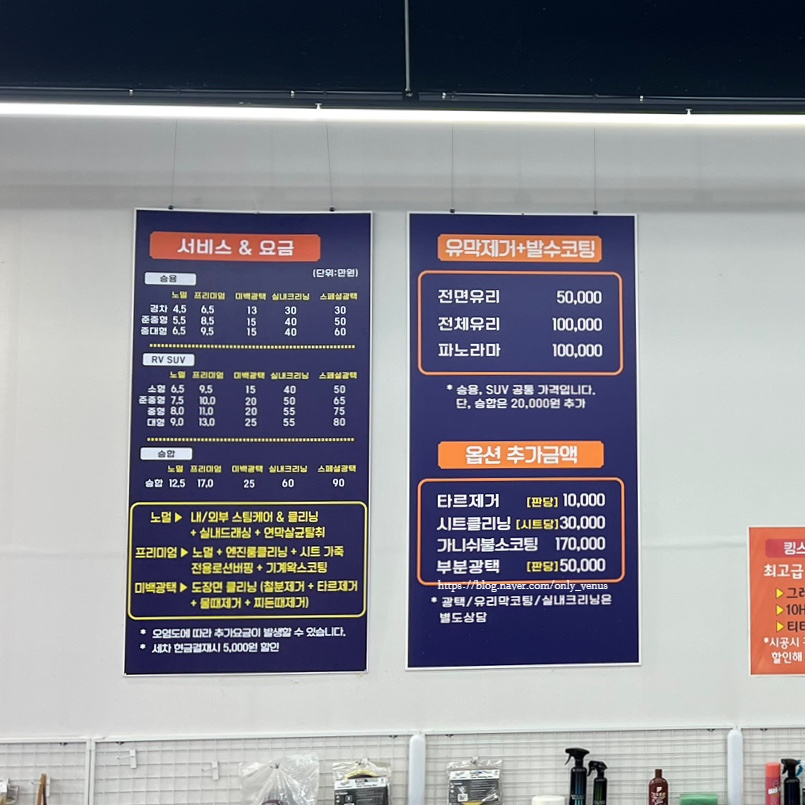 서비스 & 요금
(단위:만원)
승용
노멀 프리미엄 미백광택 실내크리닝 스페셜광택
경차 4,5 6,5 13 30 30
준중형 5,5 8,5 15 40 50
중대형 6,5 9,5 15 40 60
RV SUV
노멀 프리미엄 미백광택 실내크리닝 스페셜광택
소형 6,5 9,5 15 40 50
준중형 7,5 10,0 20 50 65
중형 8,0 11,0 20 55 75
대형 9,0 13,0 25 55 80
승합
노멀 프리미엄 미백광택 실내크리닝 스페셜광택
승합 12,5 17,0 25 60 90
노멀 ▶ 내/외부 스팀케어 & 클리닝
+ 실내드래싱 + 연막살균탈취
프리미엄 ▶ 노멀 + 엔진룸클리닝 + 시트 가죽
전용로션버핑 + 기계왁스코팅
미백광택 ▶ 도장면 클리닝 (철분제거 + 타르제거
+ 물때제거 + 찌든때제거)
* 오염도에 따라 추가요금이 발생할 수 있습니다.
* 세차 현금결재시 5,000원 할인
유막제거+발수코팅
전면유리 50,000
전체유리 100,000
파노라마 100,000
* 승용, SUV 공통 가격입니다.
단, 승합은 20,000원 추가
옵션 추가금액
타르제거 [판당] 10,000
시트클리닝 [시트당] 30,000
가니쉬불소코팅 170,000
부분광택 [판당] 50,000
https://blog.naver.com/only_venus
* 광택/유리막코팅/실내크리닝은
별도상담
킹스
최고급
▶ 그래
▶ 10H
▶ 티타
*시공시
할인해